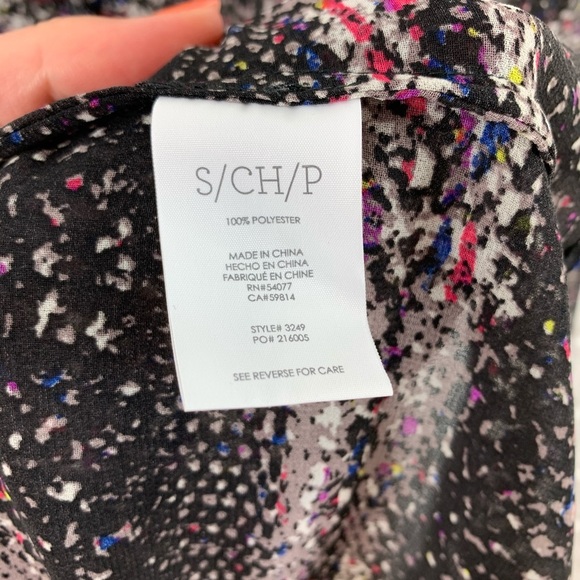 S/CH/P
100% POLYESTER
MADE IN CHINA
HECHO EN CHINA
FABRIQUÉ EN CHINE
RN#54077
CA#59814
STYLE# 3249
PO# 216005
SEE REVERSE FOR CARE